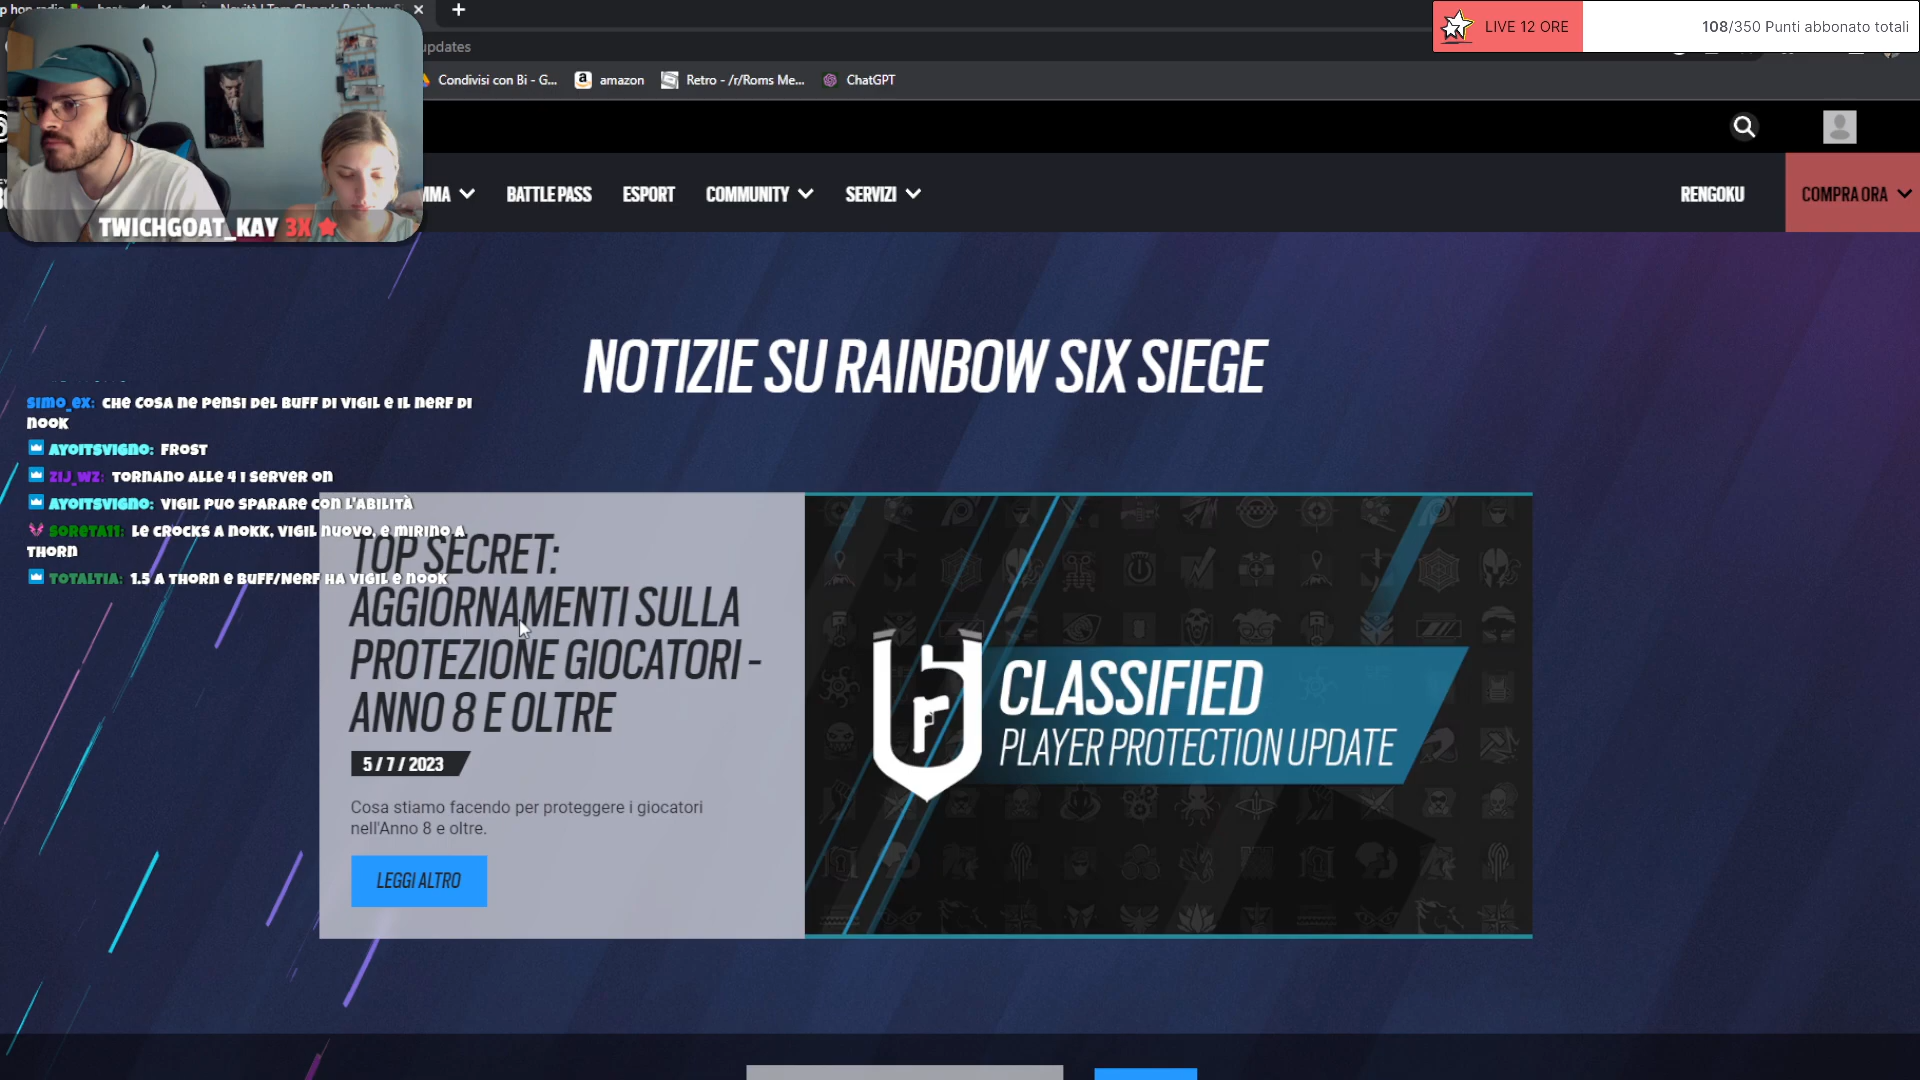 LIVE 12 ORE
108/350 Punti abbonato totali
updates
Condivisi con Bi - G...
amazon
Retro - /r/Roms Me...
ChatGPT
BATTLE PASS
ESPORT
COMMUNITY
SERVIZI
RENGOKU
COMPRA ORA
TWICHGOAT_KAY 3X
NOTIZIE SU RAINBOW SIX SIEGE
simo_ex: che cosa ne pensi del buff di vigil e il nerf di
nook
AyoItsVigno: FROST
zij_wz: Tornano alle 4 i server on
AyoItsVigno: VIGIL PUO SPARARE CON L'ABILITÀ
soreta11: Le crocks a nokk, vigil nuovo, e mirino a
thorn
TOTALTIA: 1.5 a thorn e buff/nerf ha vigil e nook
TOP SECRET:
AGGIORNAMENTI SULLA
PROTEZIONE GIOCATORI -
ANNO 8 E OLTRE
5 / 7 / 2023
Cosa stiamo facendo per proteggere i giocatori
nell'Anno 8 e oltre.
LEGGI ALTRO
CLASSIFIED
PLAYER PROTECTION UPDATE